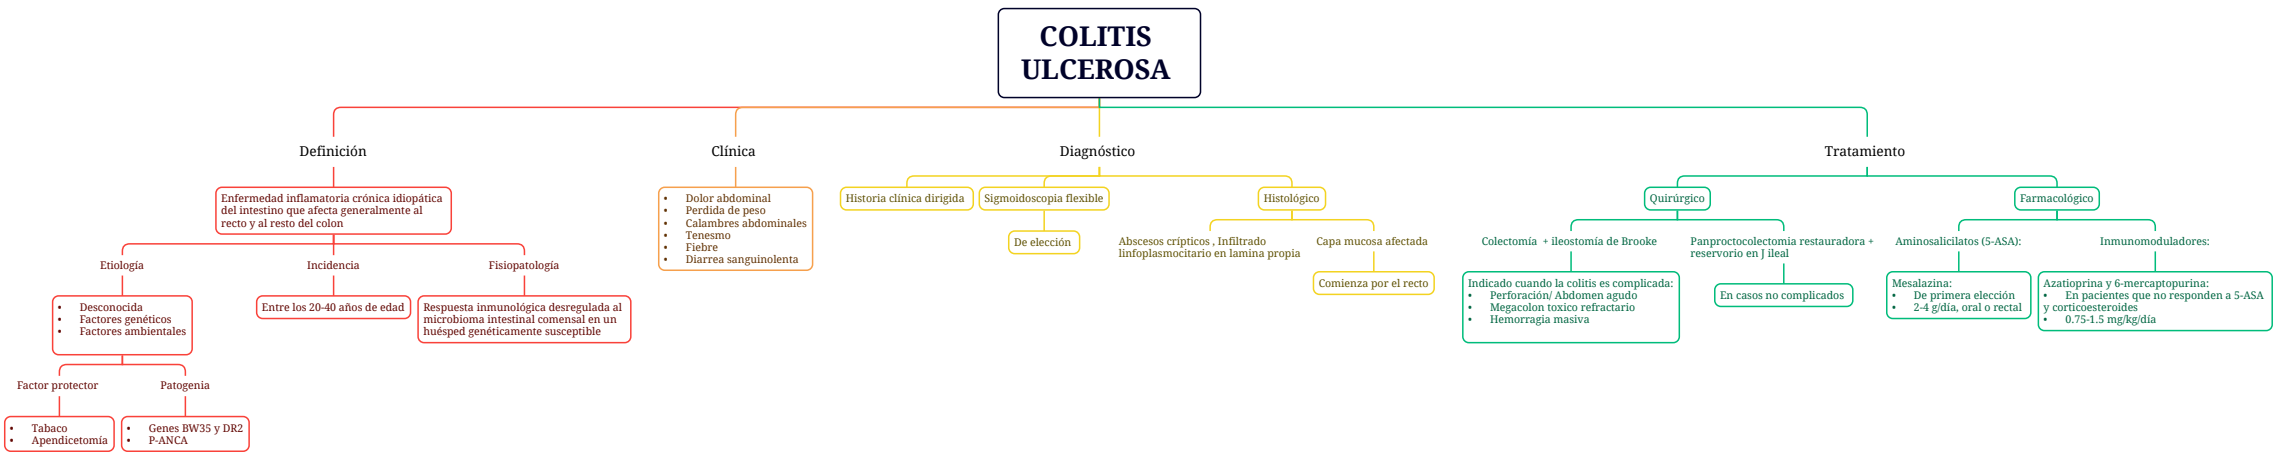 COLITIS
ULCEROSA
Definición
Enfermedad inflamatoria crónica idiopática
del intestino que afecta generalmente al
recto y al resto del colon
Etiología
• Desconocida
• Factores genéticos
• Factores ambientales
Factor protector
• Tabaco
• Apendicetomía
Patogenia
• Genes BW35 y DR2
• P-ANCA
Incidencia
Entre los 20-40 años de edad
Fisiopatología
Respuesta inmunológica desregulada al
microbioma intestinal comensal en un
huésped genéticamente susceptible
Clínica
• Dolor abdominal
• Perdida de peso
• Calambres abdominales
• Tenesmo
• Fiebre
• Diarrea sanguinolenta
Diagnóstico
Historia clínica dirigida
Sigmoidoscopia flexible
De elección
Histológico
Abscesos crípticos , Infiltrado
linfoplasmocitario en lamina propia
Capa mucosa afectada
Comienza por el recto
Tratamiento
Quirúrgico
Colectomía + ileostomía de Brooke
Indicado cuando la colitis es complicada:
• Perforación/ Abdomen agudo
• Megacolon toxico refractario
• Hemorragia masiva
Panproctocolectomia restauradora +
reservorio en J ileal
En casos no complicados
Farmacológico
Aminosalicilatos (5-ASA):
Mesalazina:
• De primera elección
• 2-4 g/día, oral o rectal
Inmunomoduladores:
Azatioprina y 6-mercaptopurina:
• En pacientes que no responden a 5-ASA
y corticoesteroides
• 0.75-1.5 mg/kg/día